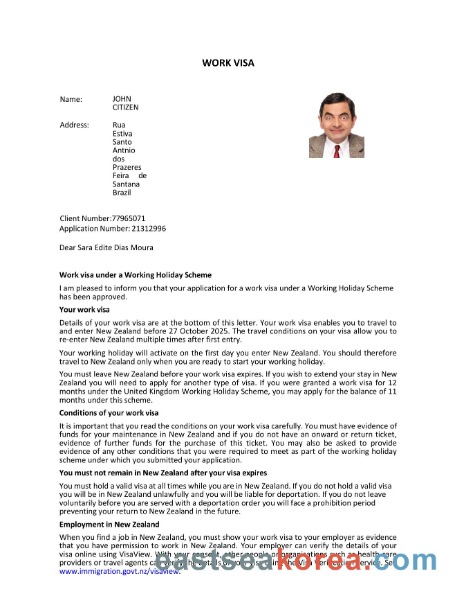 WORK VISA
Name: JOHN
CITIZEN
Address: Rua
Estiva
Santo
Antnio
dos
Prazeres
Feira de
Santana
Brazil
Client Number:77965071
Application Number: 21312996
Dear Sara Edite Dias Moura
Work visa under a Working Holiday Scheme
I am pleased to inform you that your application for a work visa under a Working Holiday Scheme
has been approved.
Your work visa
Details of your work visa are at the bottom of this letter. Your work visa enables you to travel to
and enter New Zealand before 27 October 2025. The travel conditions on your visa allow you to
re-enter New Zealand multiple times after first entry.
Your working holiday will activate on the first day you enter New Zealand. You should therefore
travel to New Zealand only when you are ready to start your working holiday.
You must leave New Zealand before your work visa expires. If you wish to extend your stay in New
Zealand you will need to apply for another type of visa. If you were granted a work visa for 12
months under the United Kingdom Working Holiday Scheme, you may apply for the balance of 11
months under this scheme.
Conditions of your work visa
It is important that you read the conditions on your work visa carefully. You must have evidence of
funds for your maintenance in New Zealand and if you do not have an onward or return ticket,
evidence of further funds for the purchase of this ticket. You may also be asked to provide
evidence of any other conditions that you were required to meet as part of the working holiday
scheme under which you submitted your application.
You must not remain in New Zealand after your visa expires
You must hold a valid visa at all times while you are in New Zealand. If you do not hold a valid visa
you will be in New Zealand unlawfully and you will be liable for deportation. If you do not leave
voluntarily before you are served with a deportation order you will face a prohibition period
preventing your return to New Zealand in the future.
Employment in New Zealand
When you find a job in New Zealand, you must show your work visa to your employer as evidence
that you have permission to work in New Zealand. Your employer can verify the details of your
visa online using VisaView. With your consent, other people or organisations such as health care
providers or travel agents can verify the details of your visa using the Visa Verification Service. See
www.immigration.govt.nz/visaview.
eastseakorea.com